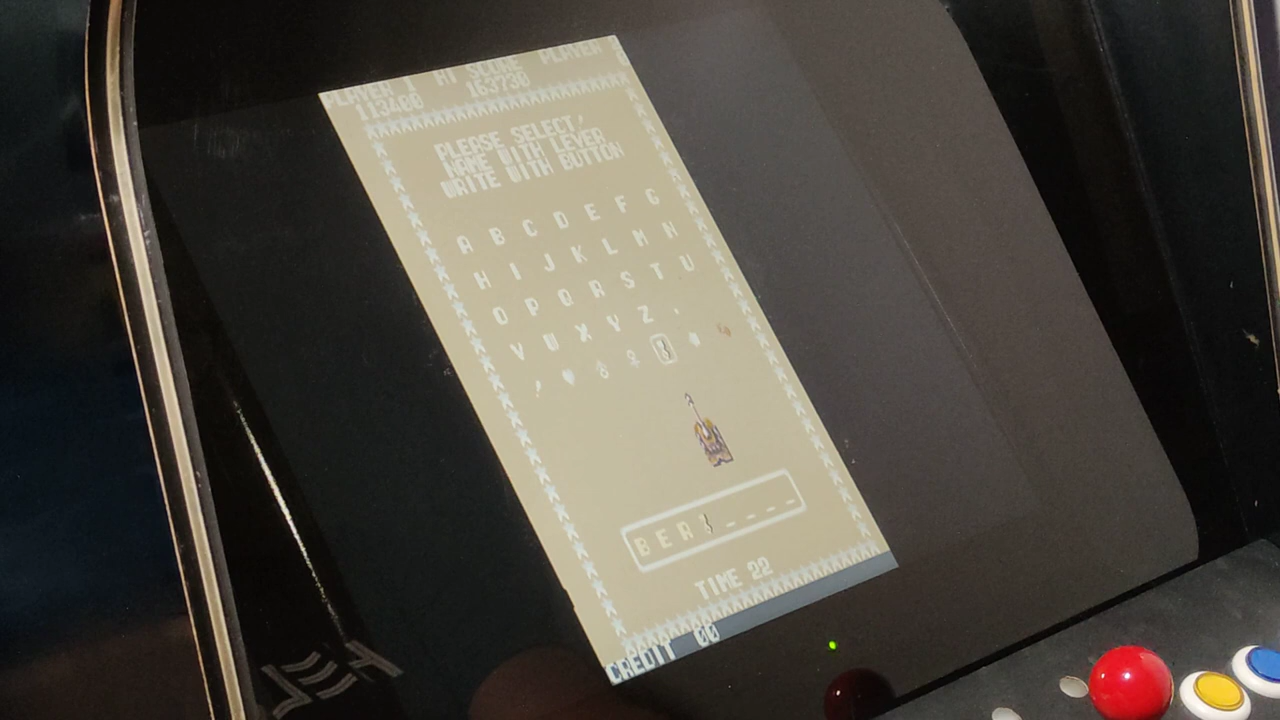 PLAYER 1 HI SCORE PLAYER 2
113400 163730 0
PLEASE SELECT,
NAME WITH LEVER
WRITE WITH BUTTON
A B C D E F G
H I J K L M N
O P Q R S T U
V W X Y Z .
BER
TIME 22
CREDIT 00